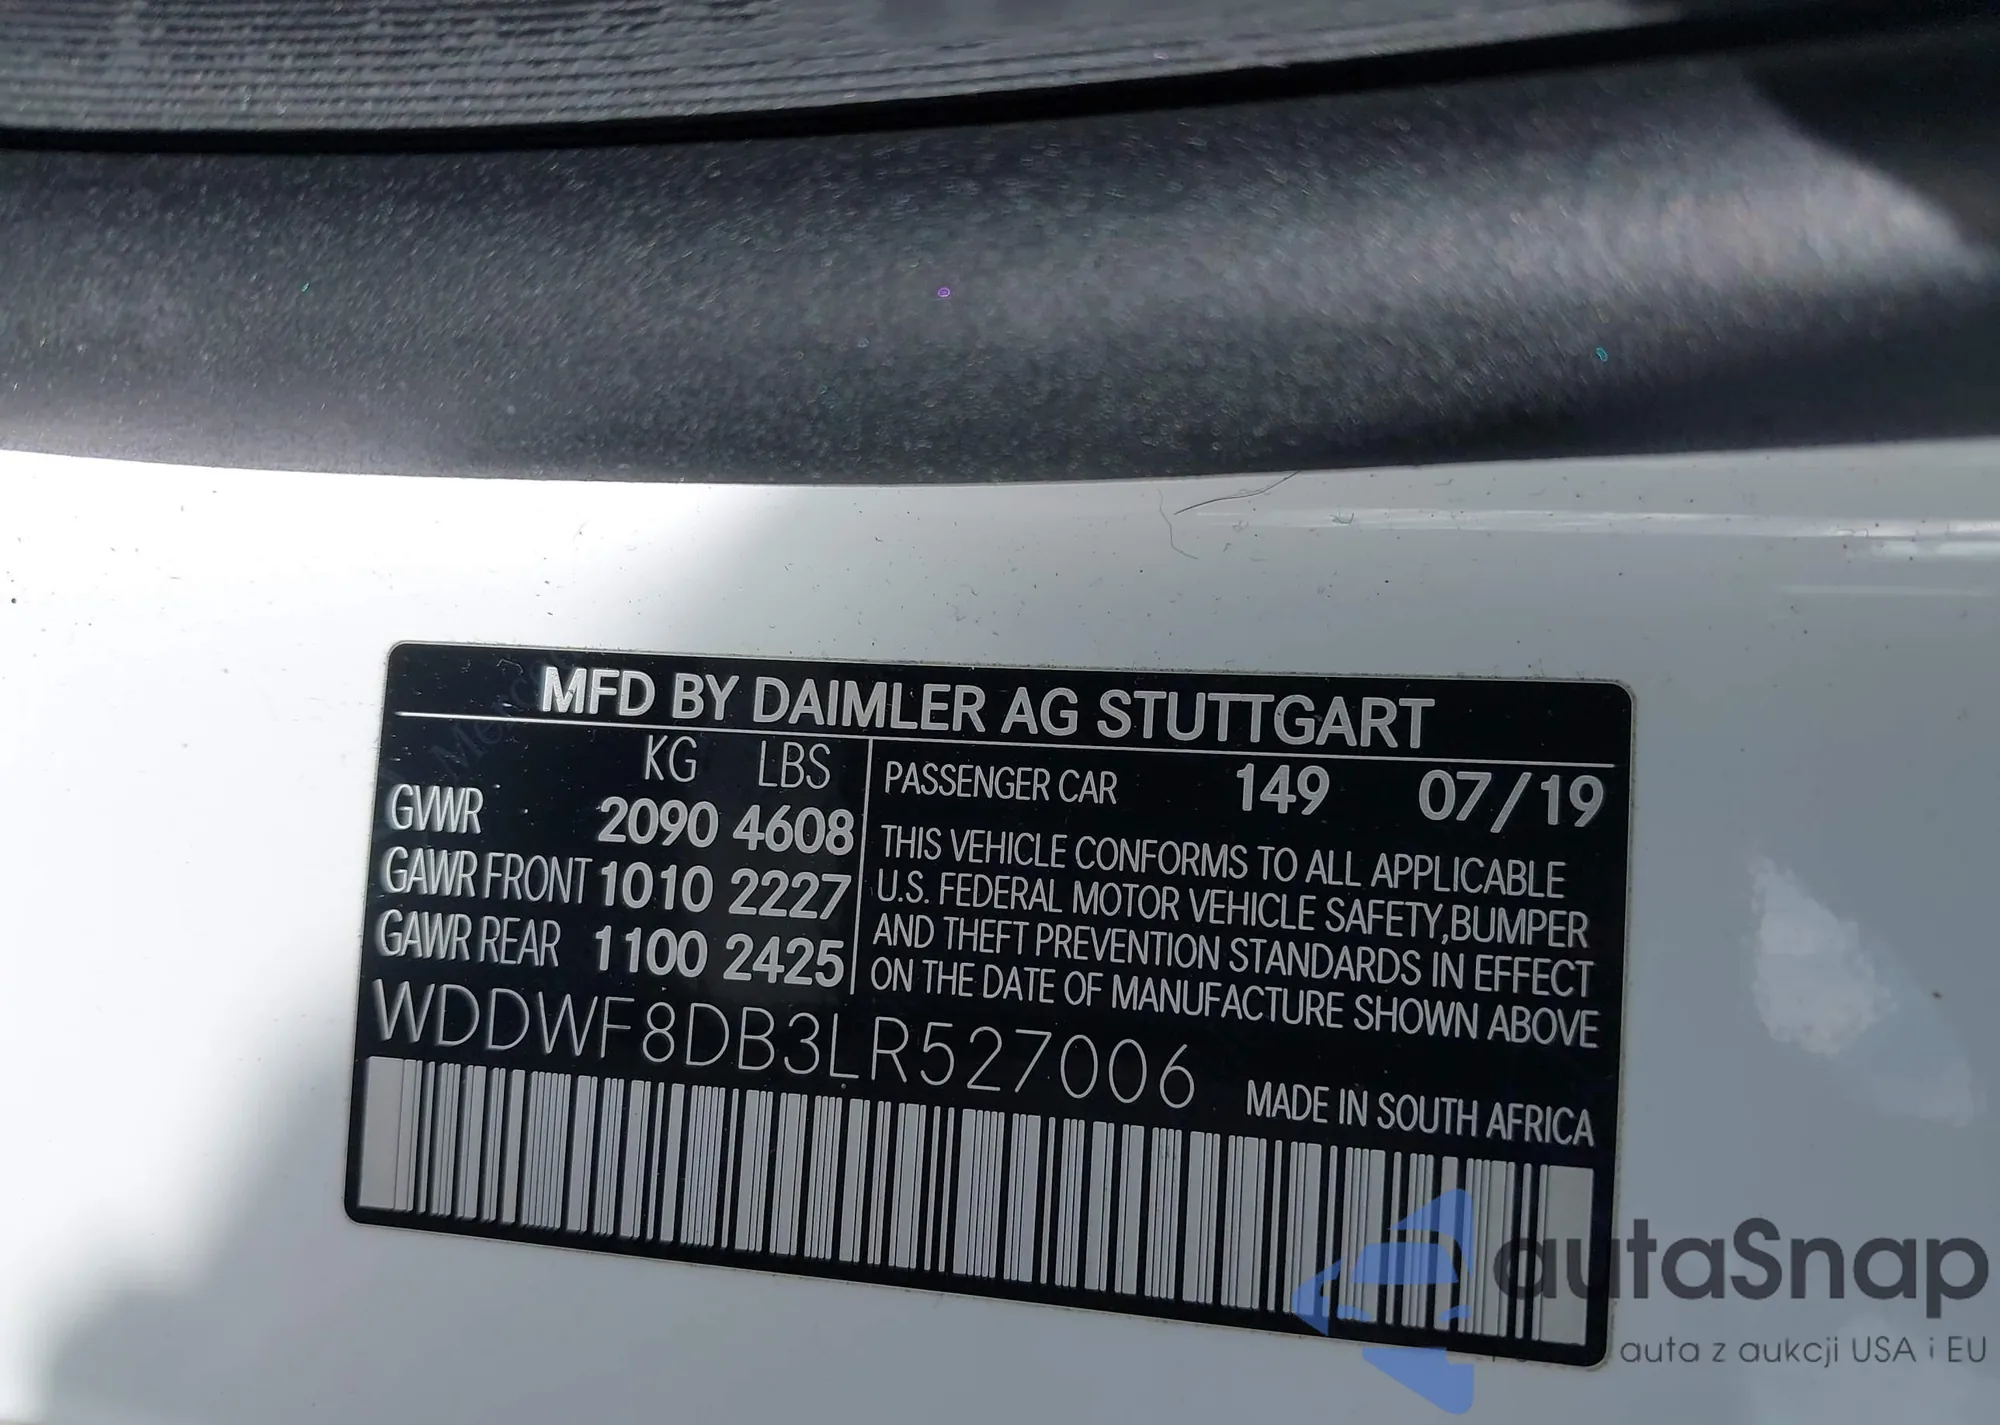 MFD BY DAIMLER AG STUTTGART
KG LBS
GVWR 2090 4608
GAWR FRONT 1010 2227
GAWR REAR 1100 2425
PASSENGER CAR 149 07/19
THIS VEHICLE CONFORMS TO ALL APPLICABLE
U.S. FEDERAL MOTOR VEHICLE SAFETY,BUMPER
AND THEFT PREVENTION STANDARDS IN EFFECT
ON THE DATE OF MANUFACTURE SHOWN ABOVE
WDDWF8DB3LR527006
MADE IN SOUTH AFRICA
autaSnap
auta z aukcji USA i EU